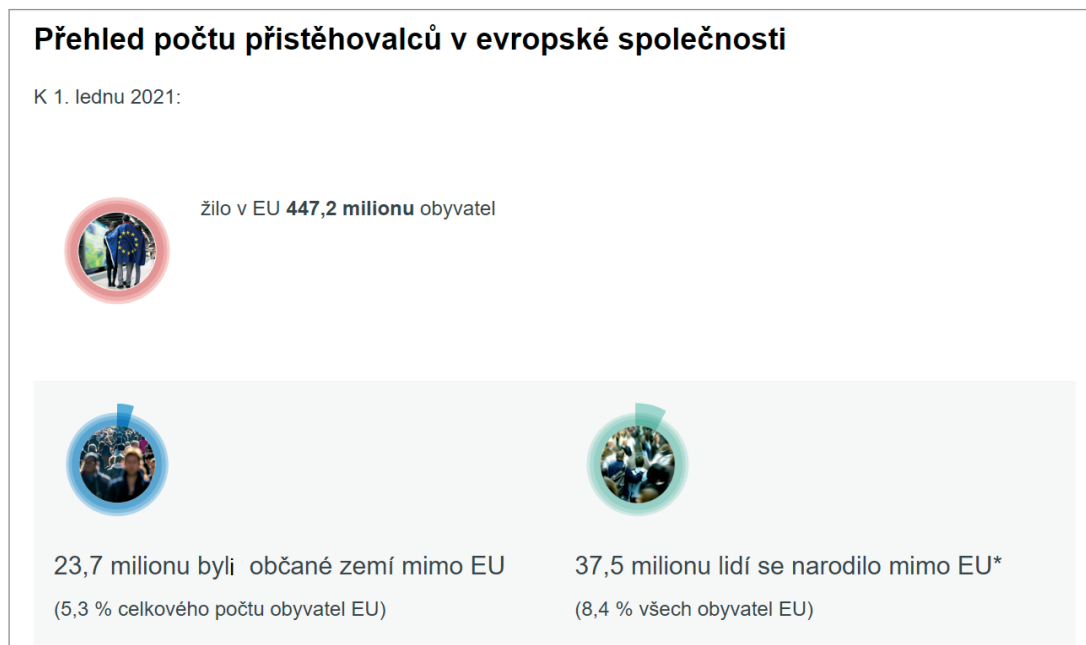 Přehled počtu přistěhovalců v evropské společnosti
K 1. lednu 2021:
žilo v EU 447,2 milionu obyvatel
23,7 milionu byli občané zemí mimo EU
(5,3 % celkového počtu obyvatel EU)
37,5 milionu lidí se narodilo mimo EU*
(8,4 % všech obyvatel EU)